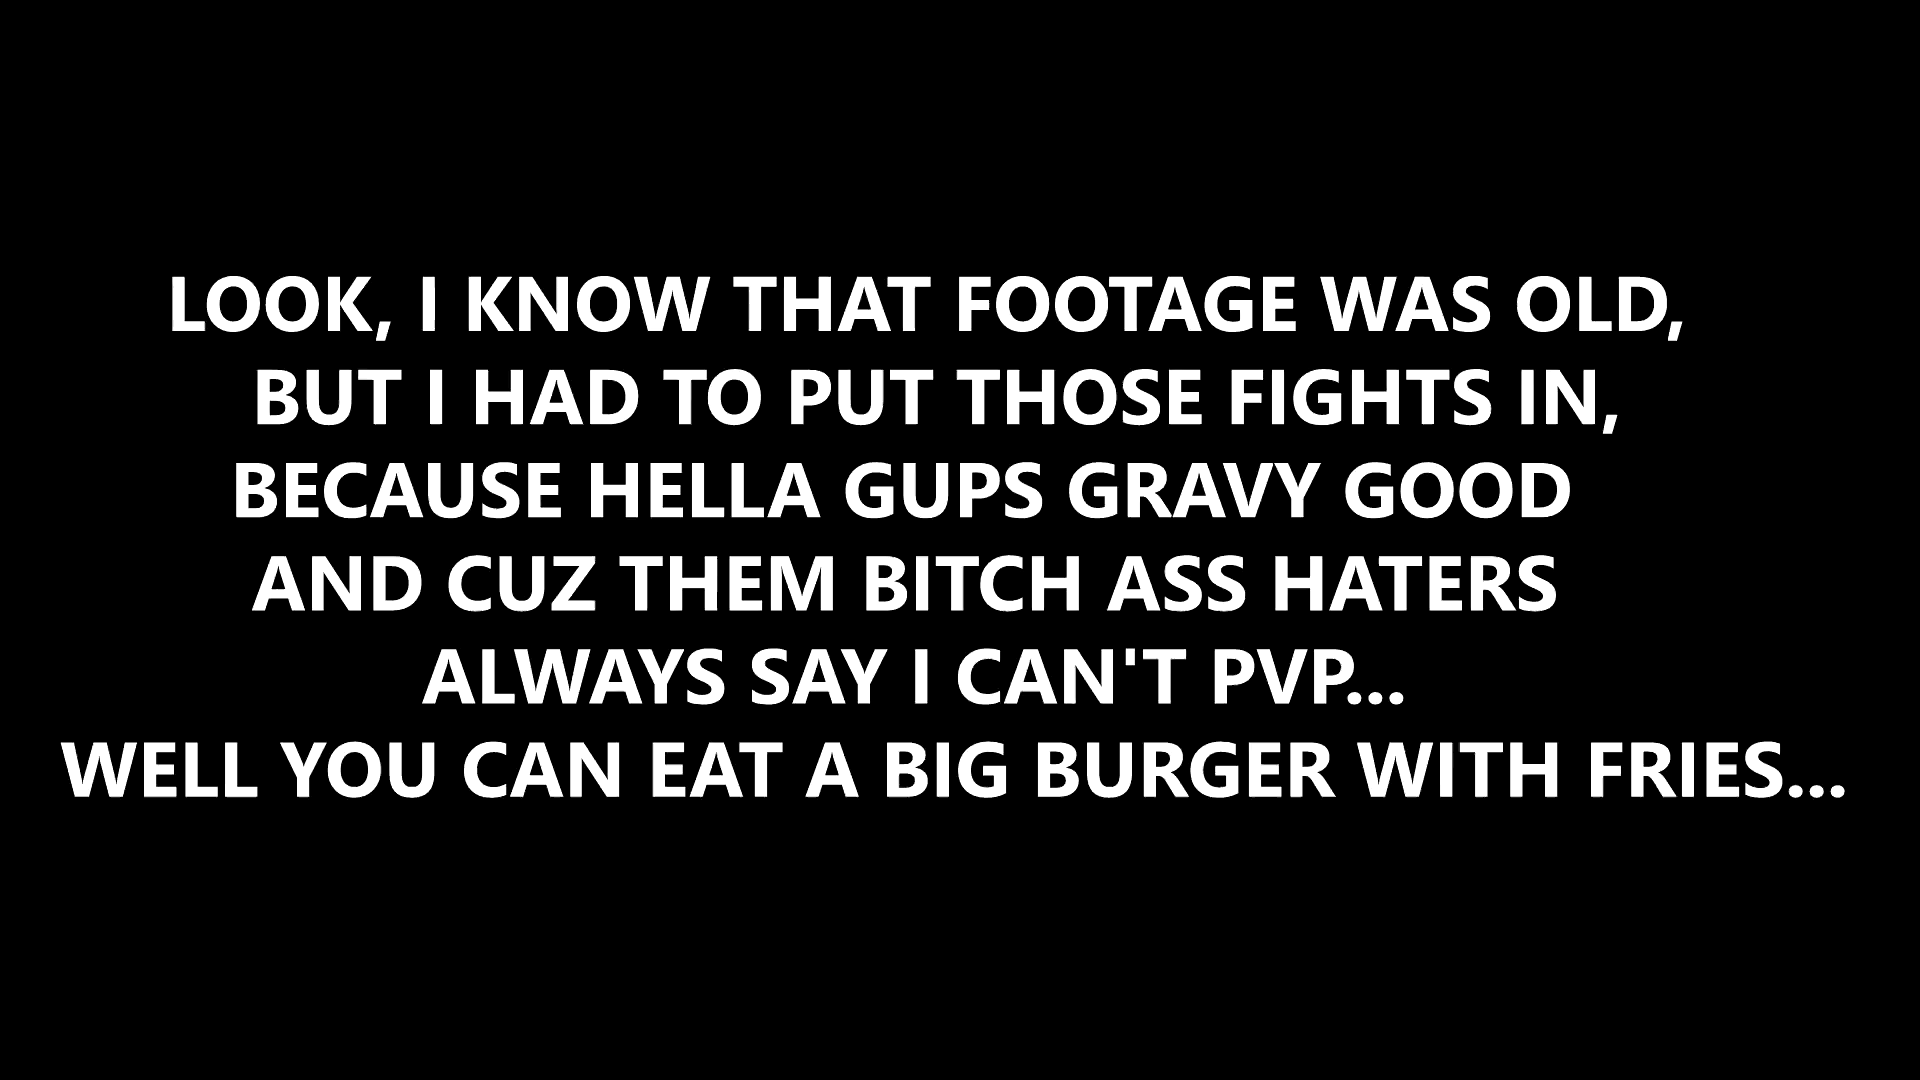 LOOK, I KNOW THAT FOOTAGE WAS OLD,
BUT I HAD TO PUT THOSE FIGHTS IN,
BECAUSE HELLA GUPS GRAVY GOOD
AND CUZ THEM BITCH ASS HATERS
ALWAYS SAY I CAN'T PVP...
WELL YOU CAN EAT A BIG BURGER WITH FRIES...